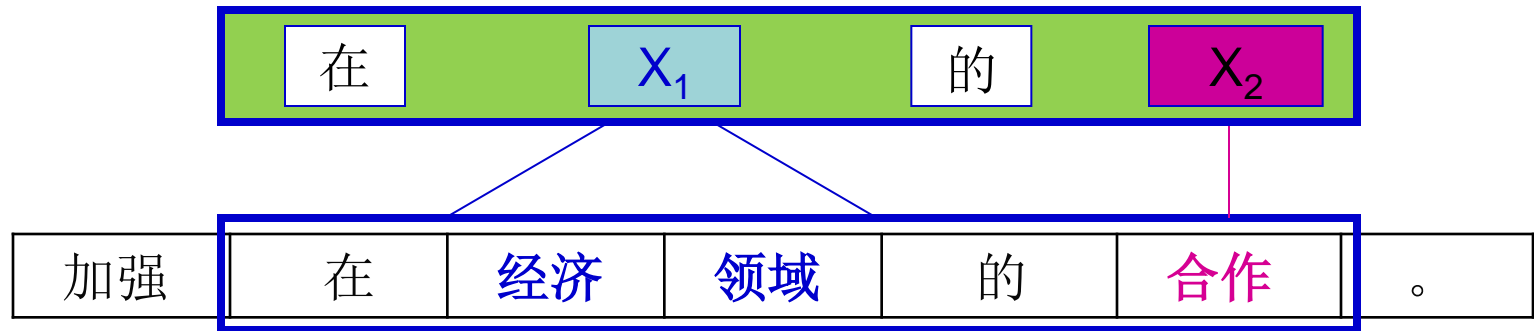 在 X₁ 的 X₂
加强 在 经济 领域 的 合作 。